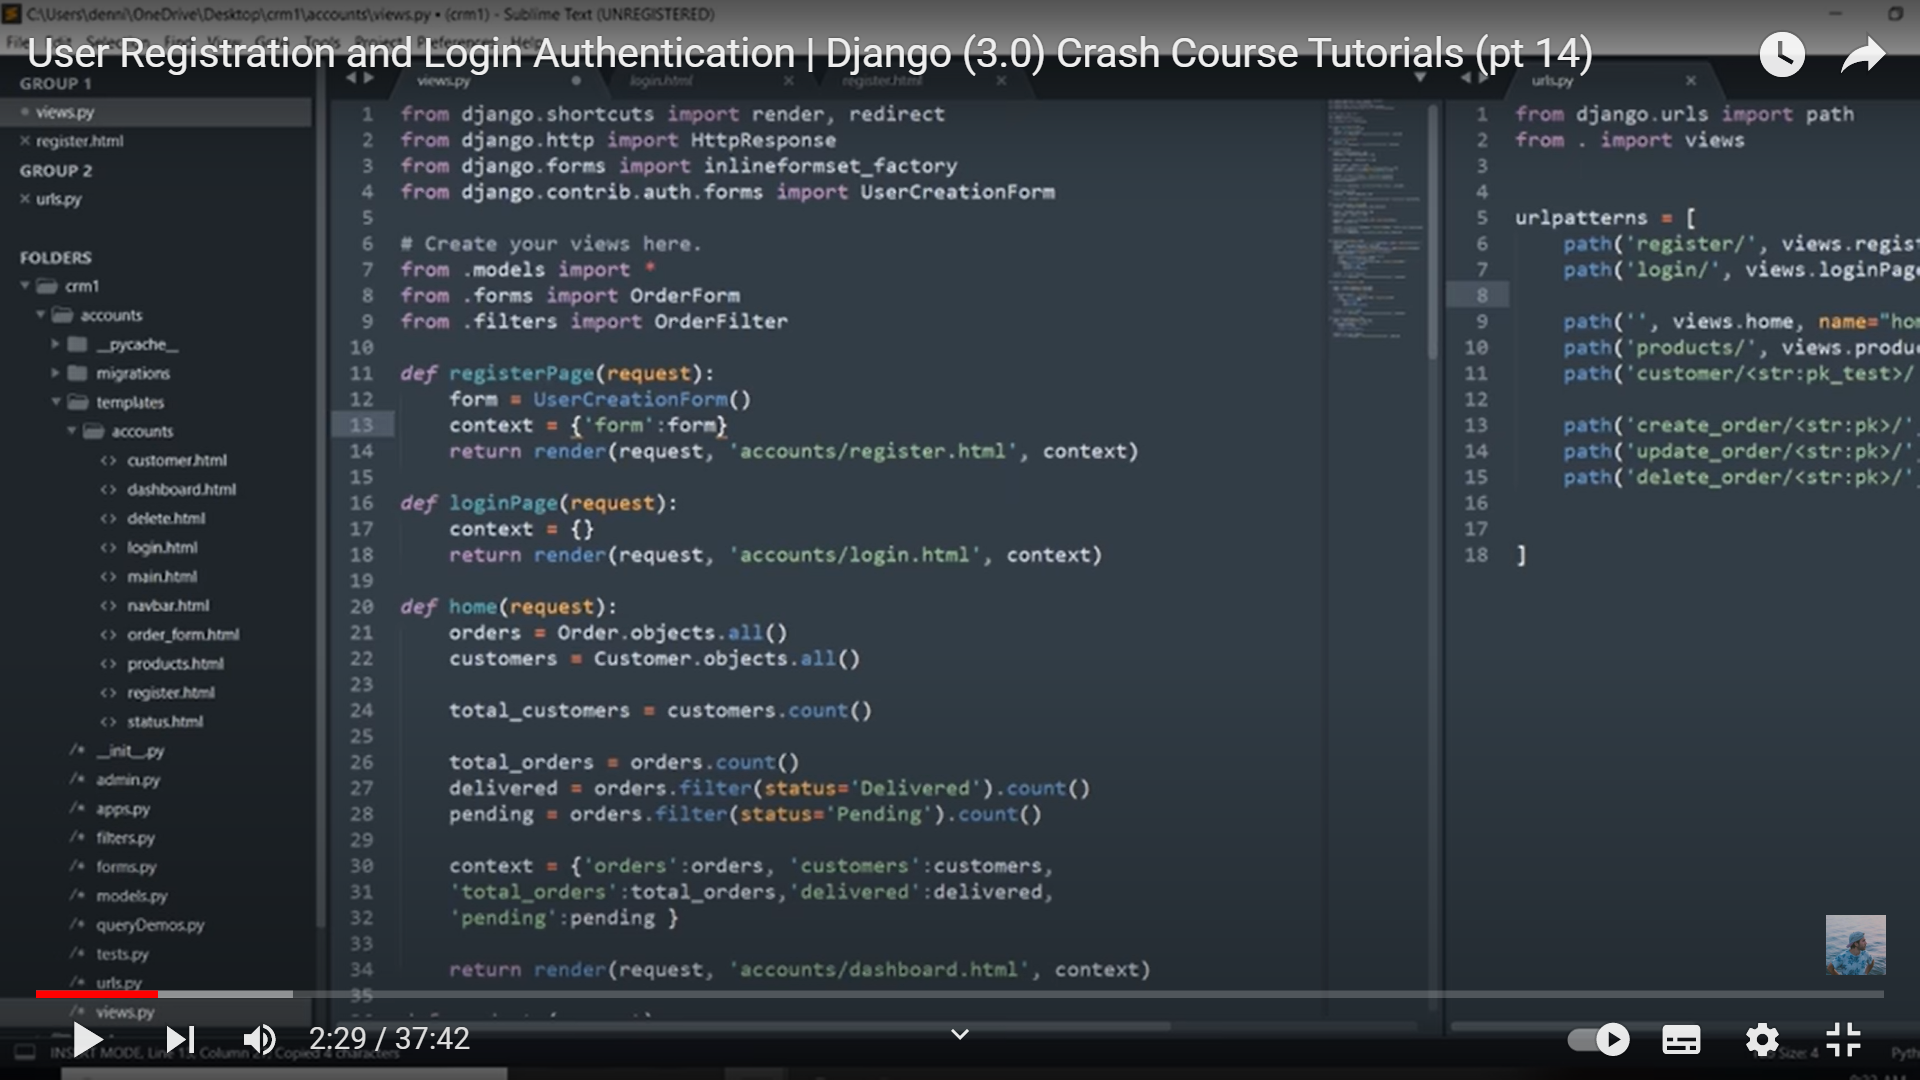 C:\Users\denni\OneDrive\Desktop\crm1\accounts\views.py • (crm1) - Sublime Text (UNREGISTERED)
User Registration and Login Authentication | Django (3.0) Crash Course Tutorials (pt 14)
GROUP 1
views.py
register.html
GROUP 2
urls.py
FOLDERS
crm1
accounts
__pycache__
migrations
templates
accounts
customer.html
dashboard.html
delete.html
login.html
main.html
navbar.html
order_form.html
products.html
register.html
status.html
__init__.py
admin.py
apps.py
filters.py
forms.py
models.py
queryDemos.py
tests.py
urls.py
views.py
views.py login.html register.html
1 from django.shortcuts import render, redirect
2 from django.http import HttpResponse
3 from django.forms import inlineformset_factory
4 from django.contrib.auth.forms import UserCreationForm
5
6 # Create your views here.
7 from .models import *
8 from .forms import OrderForm
9 from .filters import OrderFilter
10
11 def registerPage(request):
12 form = UserCreationForm()
13 context = {'form':form}
14 return render(request, 'accounts/register.html', context)
15
16 def loginPage(request):
17 context = {}
18 return render(request, 'accounts/login.html', context)
19
20 def home(request):
21 orders = Order.objects.all()
22 customers = Customer.objects.all()
23
24 total_customers = customers.count()
25
26 total_orders = orders.count()
27 delivered = orders.filter(status='Delivered').count()
28 pending = orders.filter(status='Pending').count()
29
30 context = {'orders':orders, 'customers':customers,
31 'total_orders':total_orders,'delivered':delivered,
32 'pending':pending }
33
34 return render(request, 'accounts/dashboard.html', context)
35
urls.py
1 from django.urls import path
2 from . import views
3
4
5 urlpatterns = [
6 path('register/', views.regist
7 path('login/', views.loginPage
8
9 path('', views.home, name="hom
10 path('products/', views.produc
11 path('customer/<str:pk_test>/'
12
13 path('create_order/<str:pk>/'
14 path('update_order/<str:pk>/'
15 path('delete_order/<str:pk>/'
16
17
18 ]
2:29 / 37:42